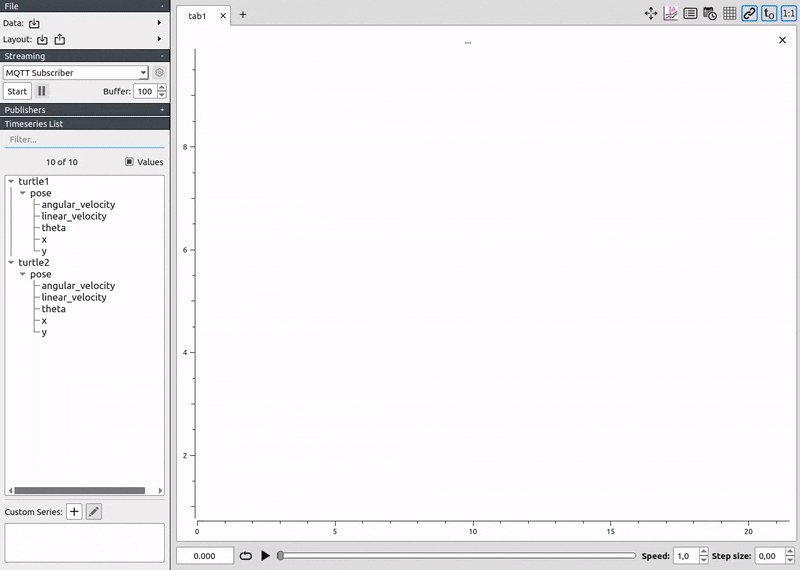 File -
Data:
Layout:
Streaming -
MQTT Subscriber
Start Buffer: 100
Publishers +
Timeseries List
Filter...
10 of 10 Values
turtle1
pose
angular_velocity
linear_velocity
theta
x
y
turtle2
pose
angular_velocity
linear_velocity
theta
x
y
Custom Series: +
tab1 × +
t₀ 1:1
...
8
6
4
2
0 5 10 15 20
0.000 Speed: 1,0 Step size: 0,00